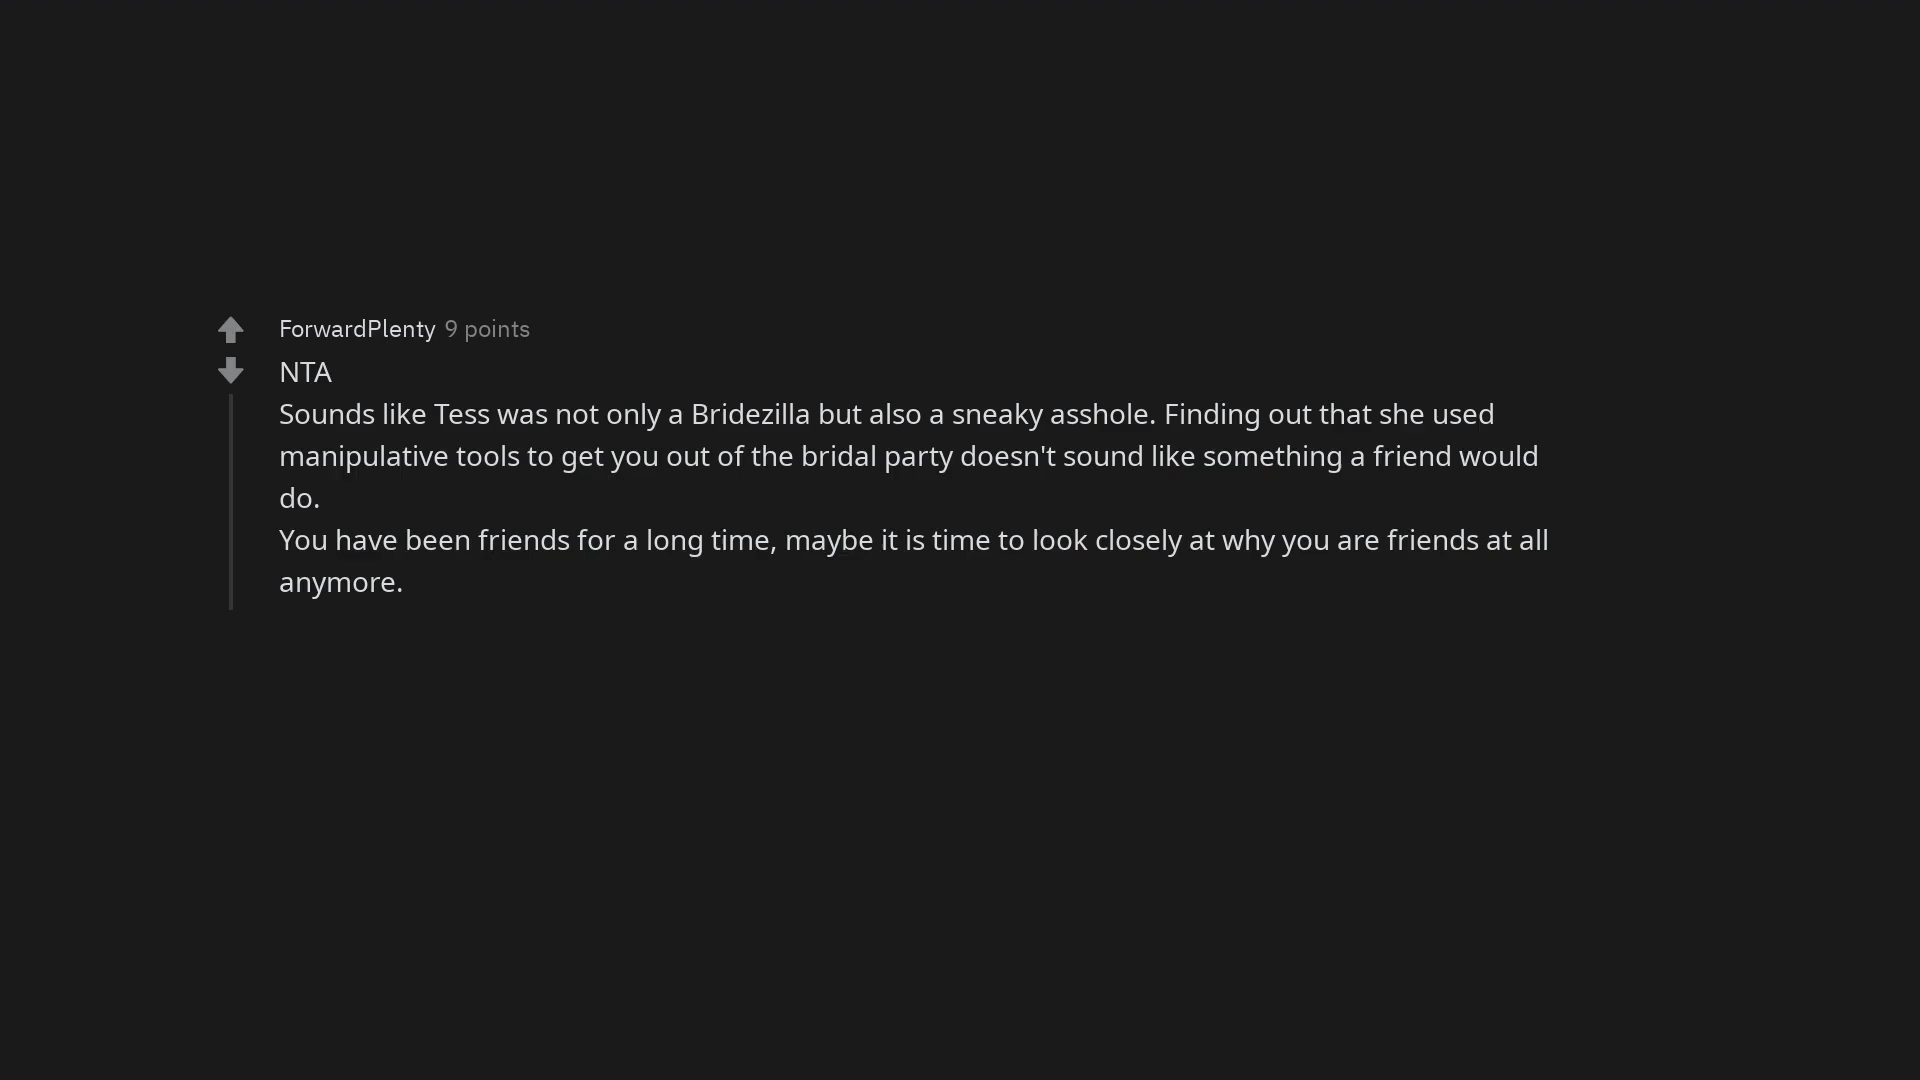 ForwardPlenty 9 points
NTA
Sounds like Tess was not only a Bridezilla but also a sneaky asshole. Finding out that she used
manipulative tools to get you out of the bridal party doesn't sound like something a friend would
do.
You have been friends for a long time, maybe it is time to look closely at why you are friends at all
anymore.